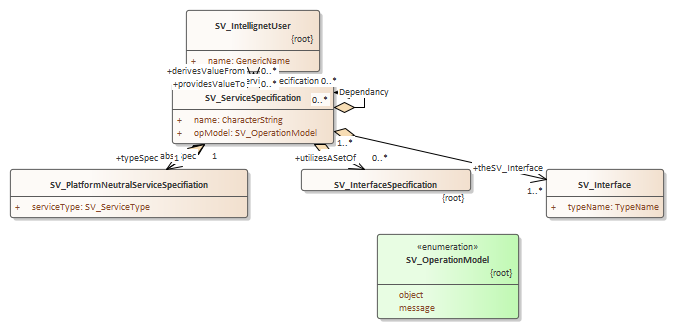 SV_IntellignetUser
{root}
+ name: GenericName
+derivesValueFrom 0..*
+providesValueTo 0..*
ecification 0..*
Dependancy
SV_ServiceSpecification
0..*
+ name: CharacterString
+ opModel: SV_OperationModel
1..*
+typeSpec 1 1
+utilizesASetOf 0..*
+theSV_Interface
1..*
SV_PlatformNeutralServiceSpecifiation
+ serviceType: SV_ServiceType
SV_InterfaceSpecification
{root}
SV_Interface
+ typeName: TypeName
«enumeration»
SV_OperationModel
{root}
object
message